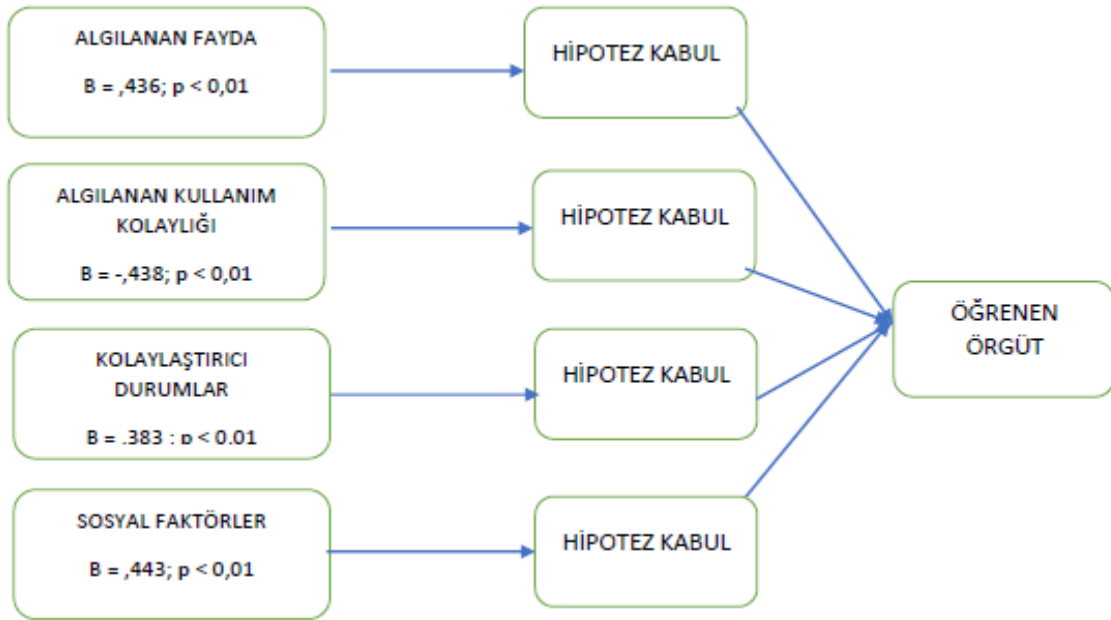 ALGILANAN FAYDA
B = ,436; p < 0,01
HİPOTEZ KABUL
ALGILANAN KULLANIM
KOLAYLIĞI
B = -,438; p < 0,01
HİPOTEZ KABUL
KOLAYLAŞTIRICI
DURUMLAR
B = .383 ; p < 0.01
HİPOTEZ KABUL
SOSYAL FAKTÖRLER
B = ,443; p < 0,01
HİPOTEZ KABUL
ÖĞRENEN
ÖRGÜT